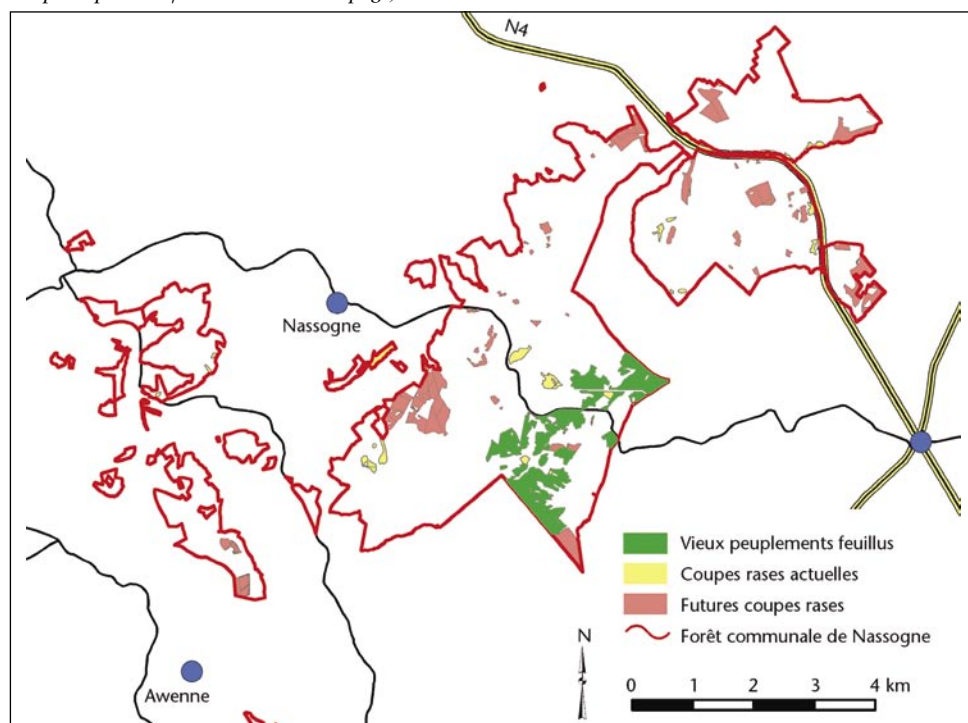 N4
Nassogne
Vieux peuplements feuillus
Coupes rases actuelles
Futures coupes rases
Forêt communale de Nassogne
N
0 1 2 3 4 km
Awenne